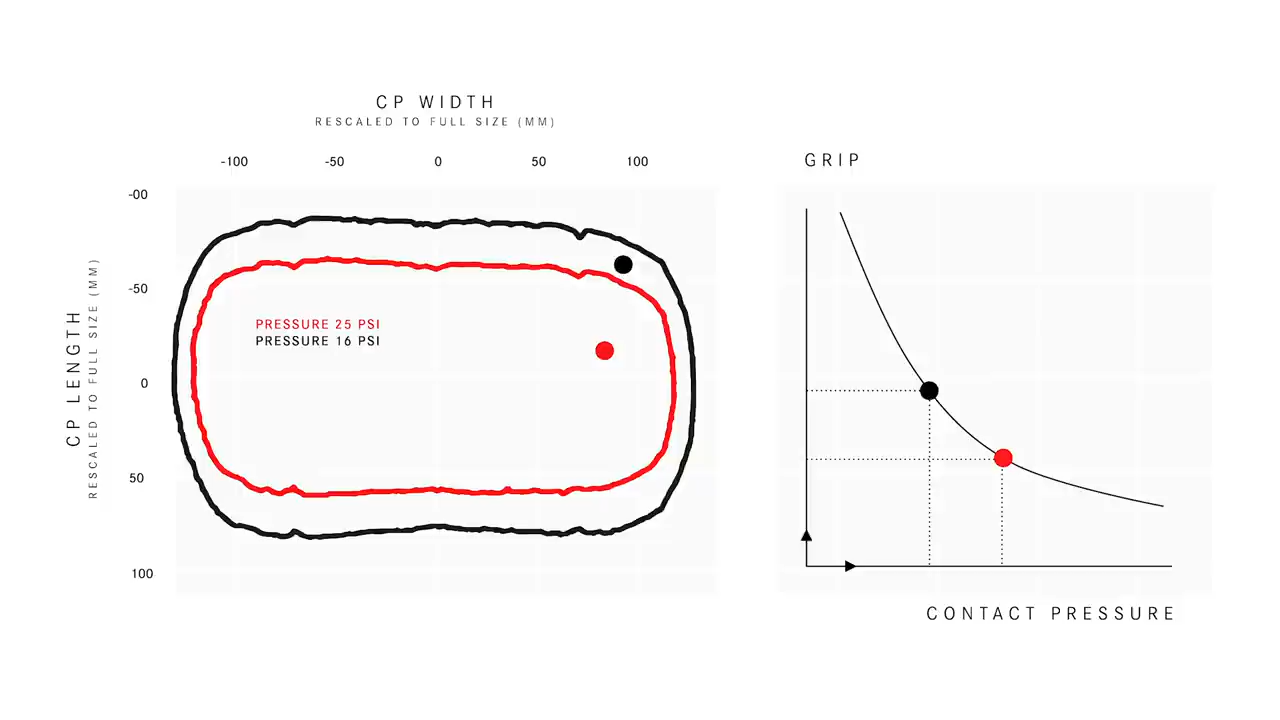 CP WIDTH
RESCALED TO FULL SIZE (MM)
-100 -50 0 50 100
GRIP
-00
-50
0
50
100
CP LENGTH
RESCALED TO FULL SIZE (MM)
PRESSURE 25 PSI
PRESSURE 16 PSI
CONTACT PRESSURE